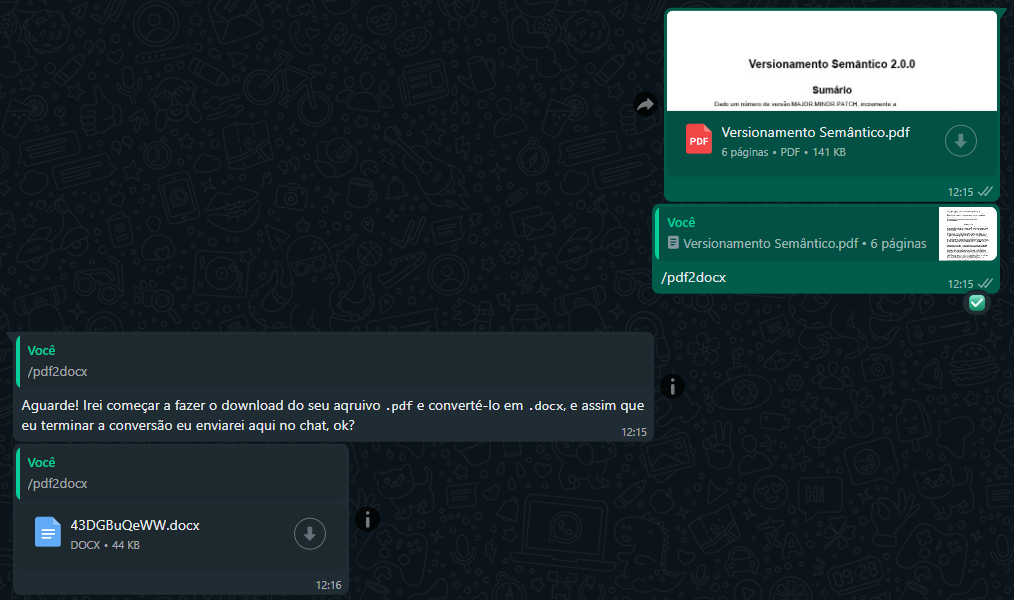 Versionamento Semântico 2.0.0
Sumário
Dado um número de versão MAJOR.MINOR.PATCH, incremente a
PDF
Versionamento Semântico.pdf
6 páginas • PDF • 141 KB
12:15
Você
Versionamento Semântico.pdf • 6 páginas
/pdf2docx
12:15
Você
/pdf2docx
Aguarde! Irei começar a fazer o download do seu aqruivo .pdf e converté-lo em .docx, e assim que
eu terminar a conversão eu enviarei aqui no chat, ok?
12:15
Você
/pdf2docx
43DGBuQeWW.docx
DOCX • 44 KB
12:16